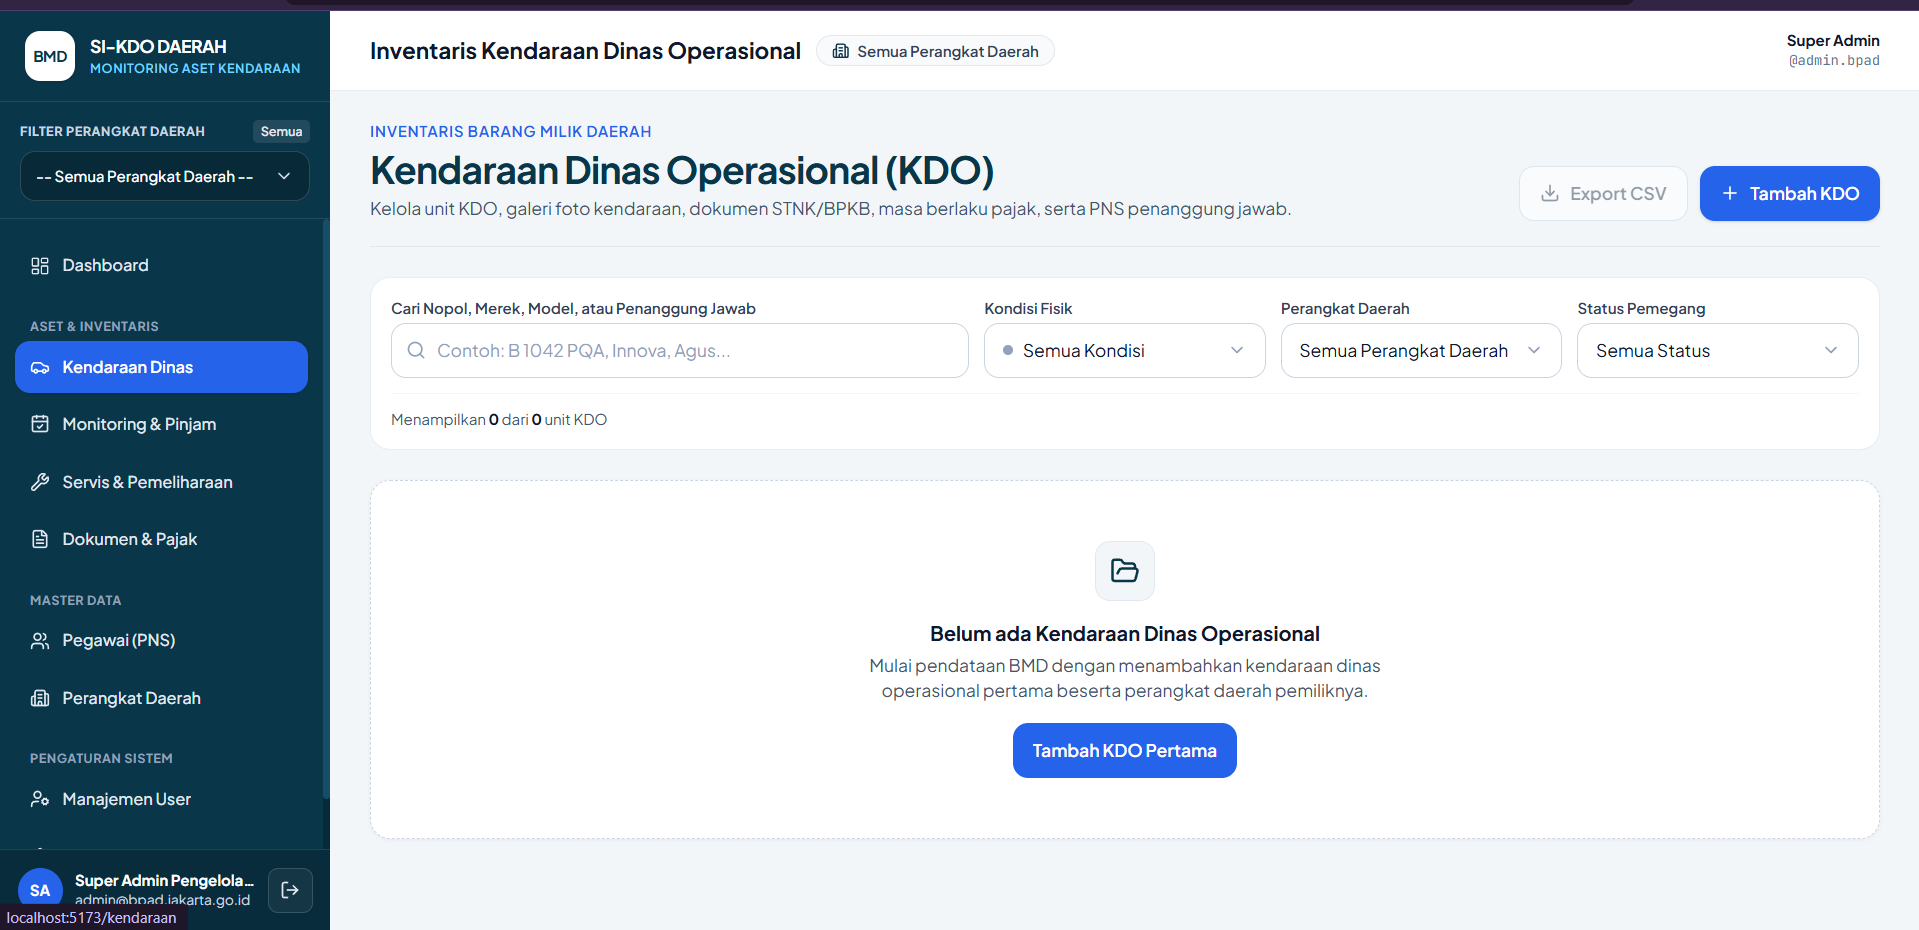 BMD
SI-KDO DAERAH
MONITORING ASET KENDARAAN
FILTER PERANGKAT DAERAH
Semua
-- Semua Perangkat Daerah --
Dashboard
ASET & INVENTARIS
Kendaraan Dinas
Monitoring & Pinjam
Servis & Pemeliharaan
Dokumen & Pajak
MASTER DATA
Pegawai (PNS)
Perangkat Daerah
PENGATURAN SISTEM
Manajemen User
SA
Super Admin Pengelola...
admin@bpad.jakarta.go.id
localhost:5173/kendaraan
Inventaris Kendaraan Dinas Operasional
Semua Perangkat Daerah
Super Admin
@admin.bpad
INVENTARIS BARANG MILIK DAERAH
Kendaraan Dinas Operasional (KDO)
Kelola unit KDO, galeri foto kendaraan, dokumen STNK/BPKB, masa berlaku pajak, serta PNS penanggung jawab.
Export CSV
+ Tambah KDO
Cari Nopol, Merek, Model, atau Penanggung Jawab
Contoh: B 1042 PQA, Innova, Agus...
Kondisi Fisik
Semua Kondisi
Perangkat Daerah
Semua Perangkat Daerah
Status Pemegang
Semua Status
Menampilkan 0 dari 0 unit KDO
Belum ada Kendaraan Dinas Operasional
Mulai pendataan BMD dengan menambahkan kendaraan dinas
operasional pertama beserta perangkat daerah pemiliknya.
Tambah KDO Pertama